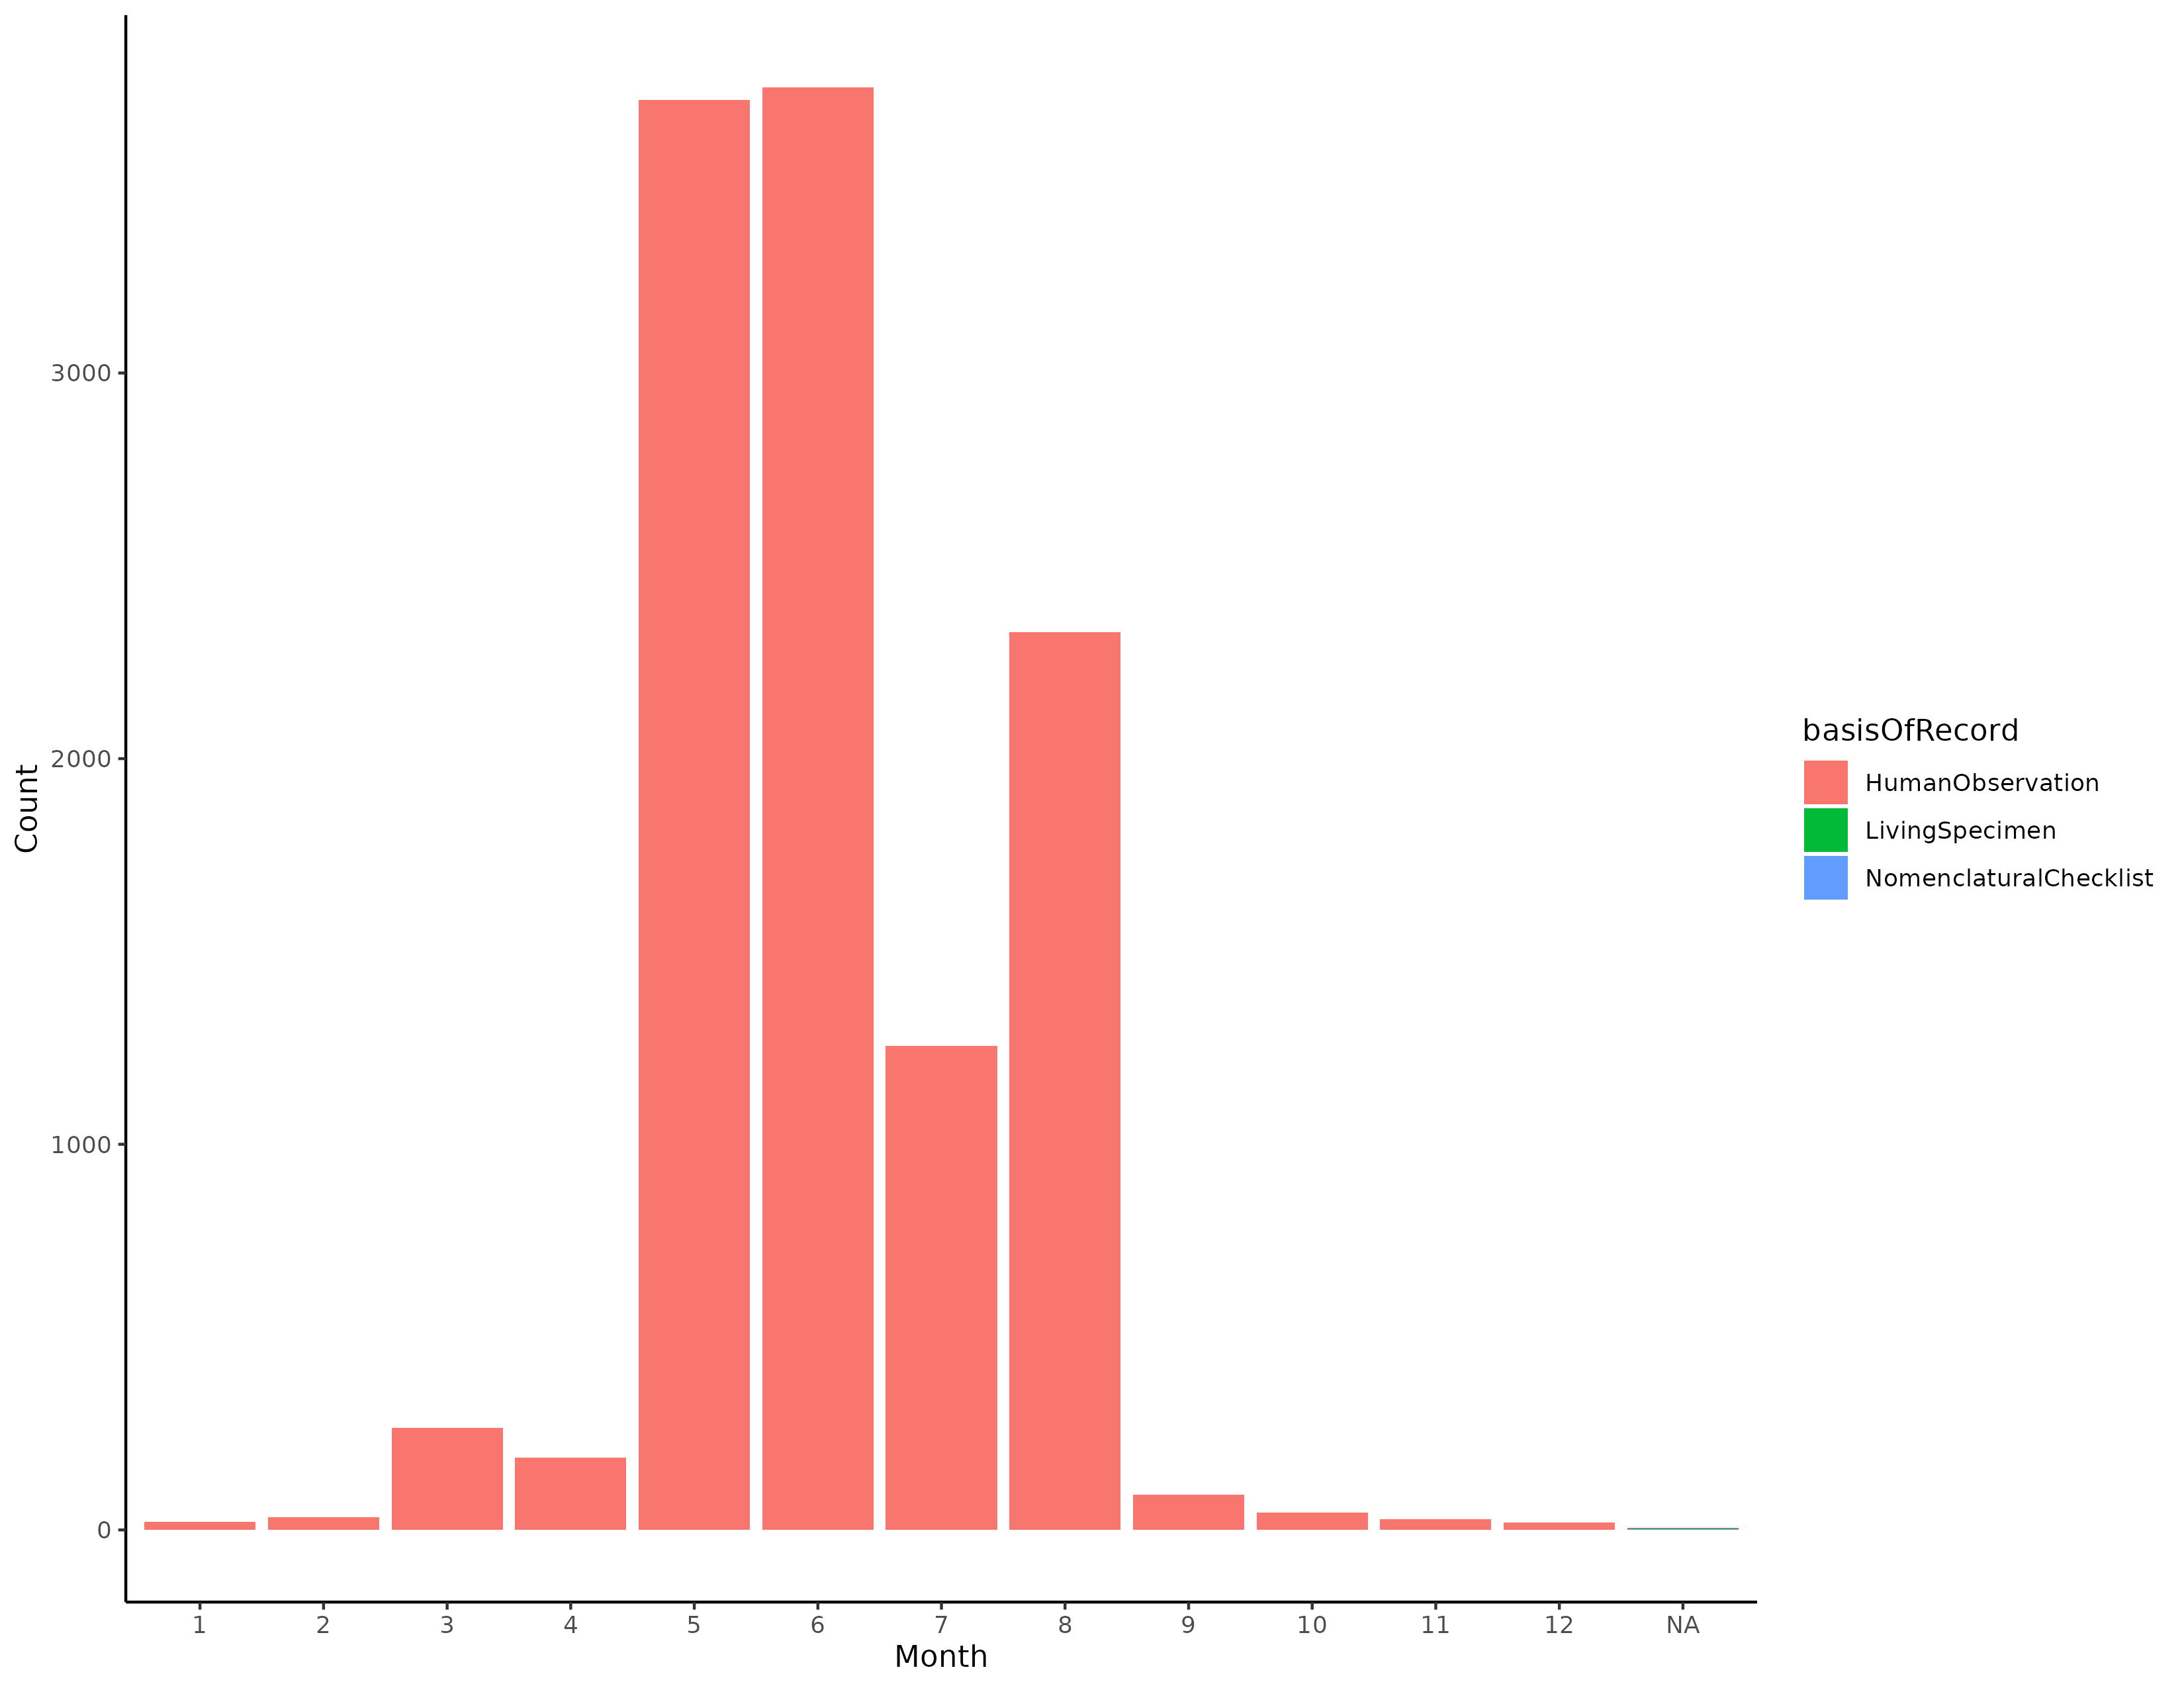 Count
3000
2000
1000
0
1 2 3 4 5 6 7 8 9 10 11 12 NA
Month
basisOfRecord
HumanObservation
LivingSpecimen
NomenclaturalChecklist